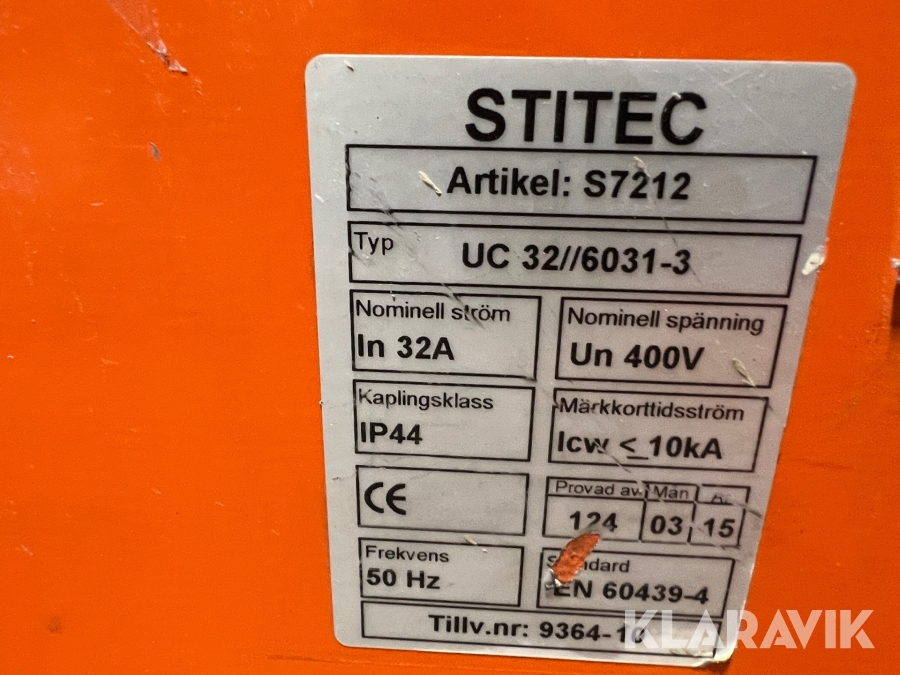 STITEC
Artikel: S7212
Typ UC 32//6031-3
Nominell ström
In 32A
Nominell spänning
Un 400V
Kaplingsklass
IP44
Märkkorttidsström
Icw ≤ 10kA
CE
Provad av Mån
124 03 15
Frekvens
50 Hz
EN 60439-4
Tillv.nr: 9364-10
KLARAVIK